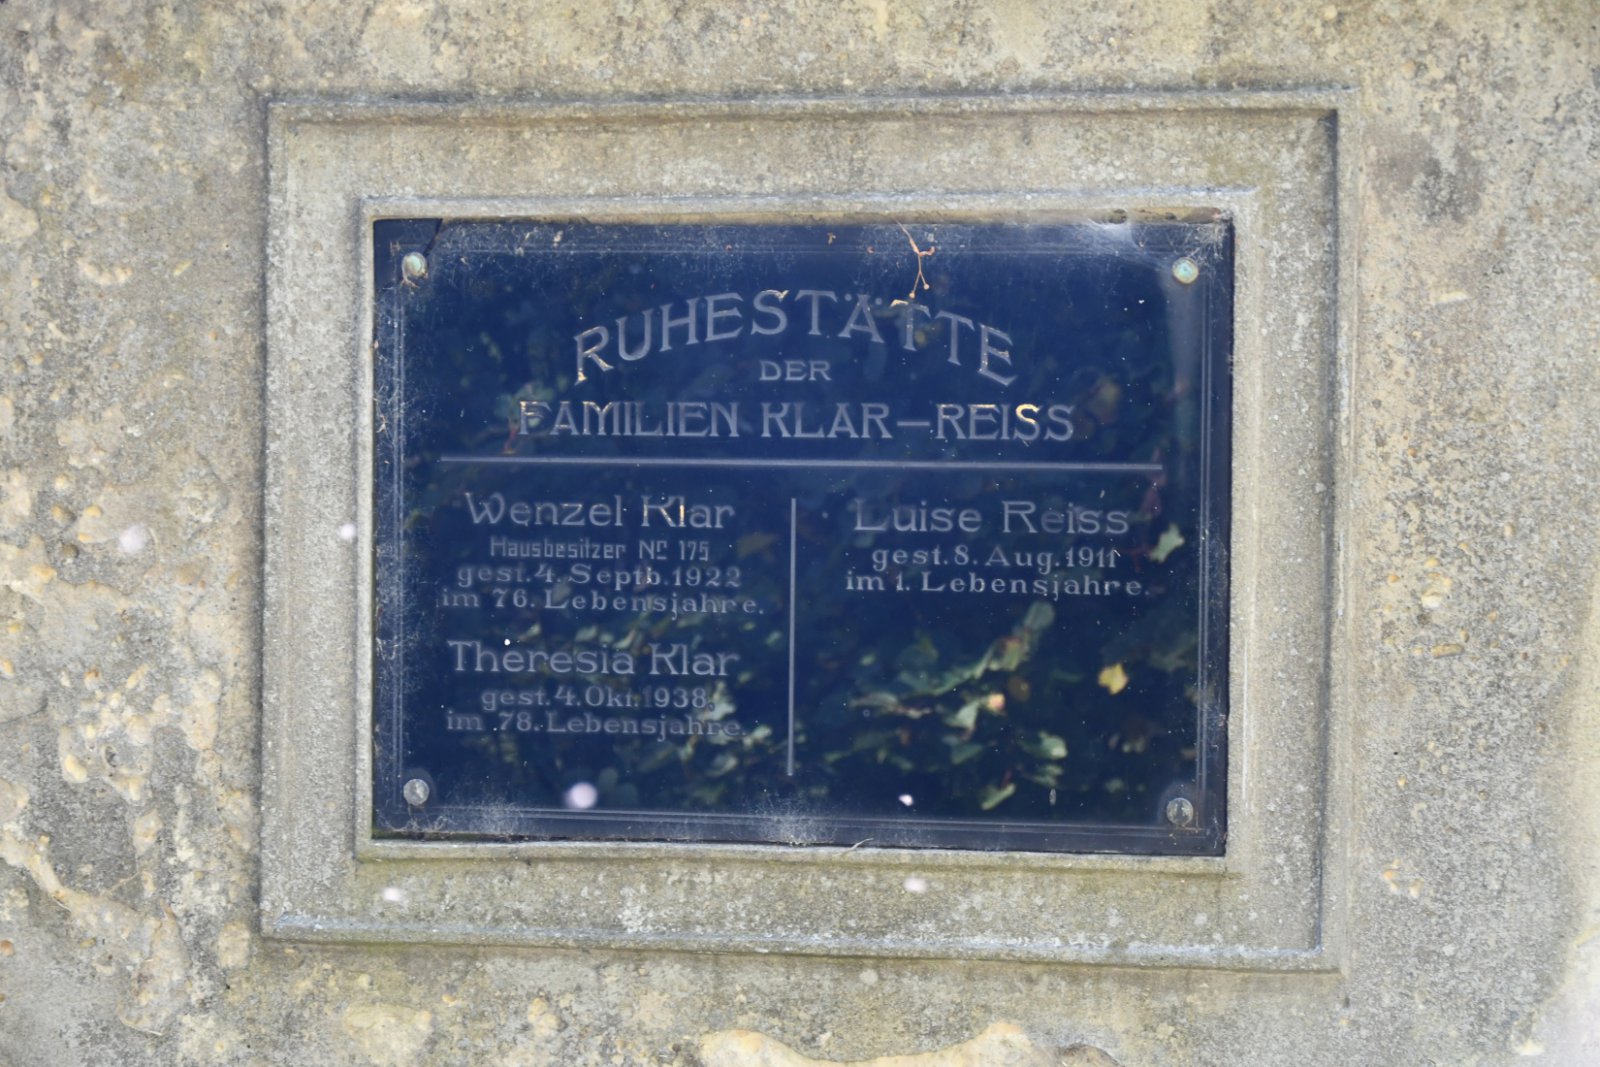 RUHESTÄTTE
DER
FAMILIEN KLAR–REISS
Wenzel Klar
Hausbesitzer No 175
gest. 4. Septb. 1922
im 76. Lebensjahre.
Theresia Klar
gest. 4. Okt. 1938.
im 78. Lebensjahre.
Luise Reiss
gest. 8. Aug. 1911
im 1. Lebensjahre.